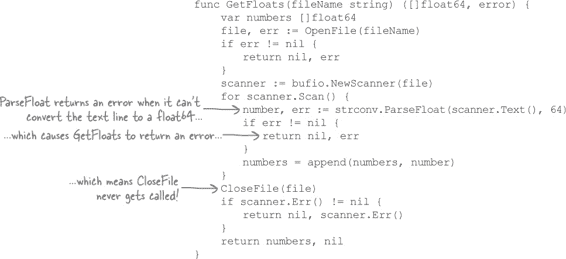 func GetFloats(fileName string) ([]float64, error) {
    var numbers []float64
    file, err := OpenFile(fileName)
    if err != nil {
        return nil, err
    }
    scanner := bufio.NewScanner(file)
    for scanner.Scan() {
ParseFloat returns an error when it can't
convert the text line to a float64...
        number, err := strconv.ParseFloat(scanner.Text(), 64)
        if err != nil {
...which causes GetFloats to return an error...
            return nil, err
        }
        numbers = append(numbers, number)
    }
...which means CloseFile
never gets called!
    CloseFile(file)
    if scanner.Err() != nil {
        return nil, scanner.Err()
    }
    return numbers, nil
}